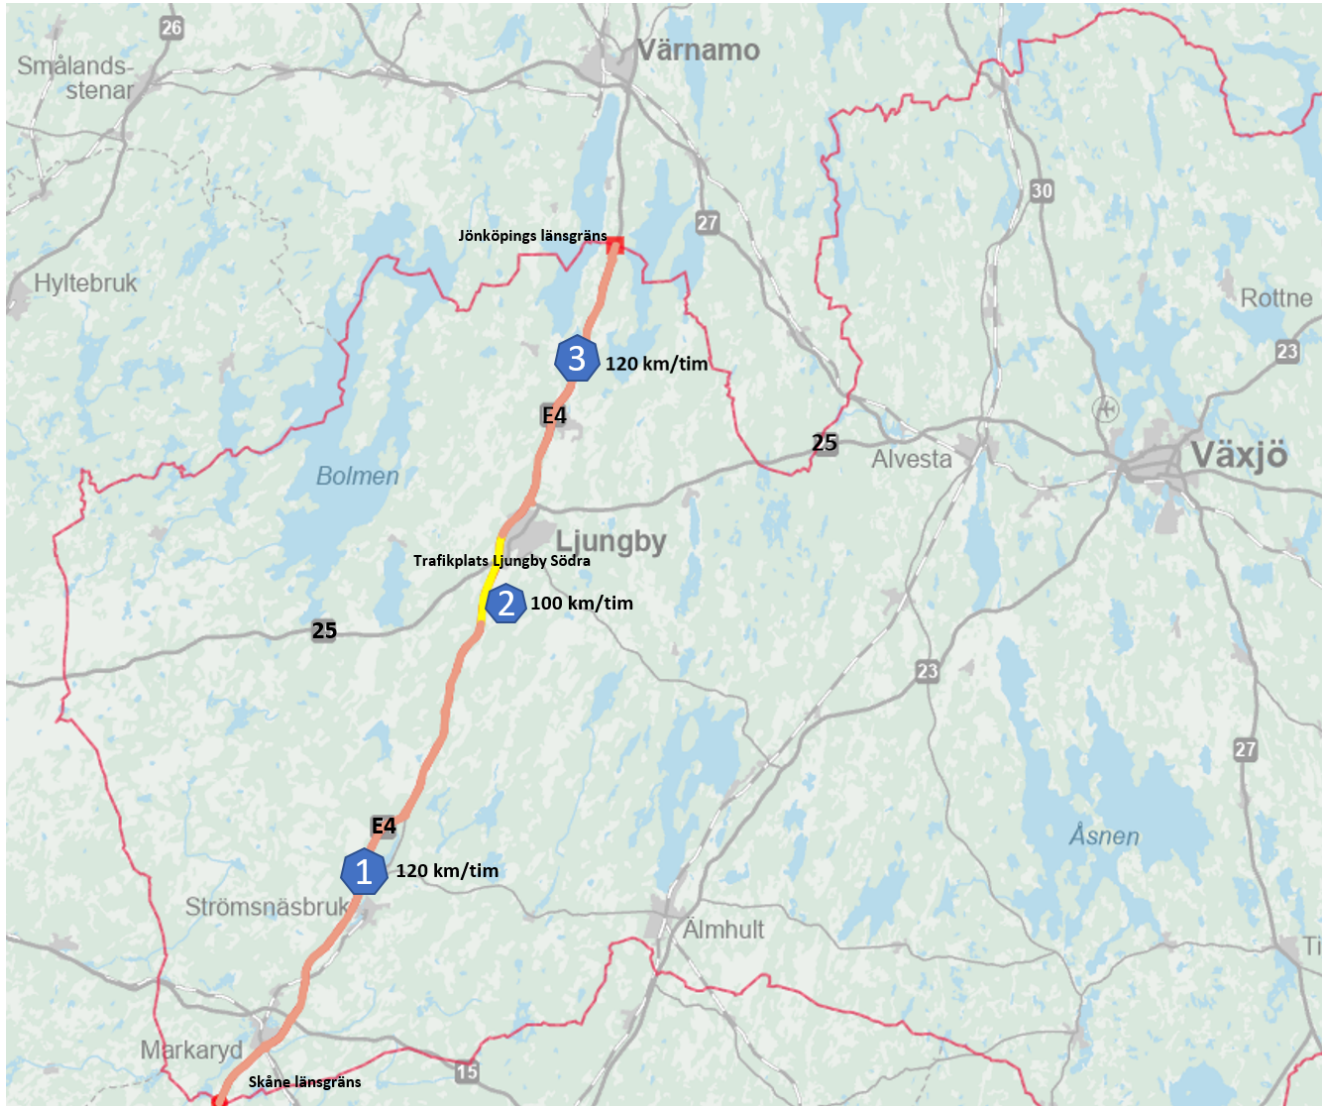 26
Värnamo
Smålands-
stenar
30
27
Jönköpings länsgräns
Hyltebruk
Rottne
23
3
120 km/tim
E4
25
Alvesta
Växjö
Bolmen
Ljungby
Trafikplats Ljungby Södra
2
100 km/tim
25
23
27
E4
Åsnen
1
120 km/tim
Strömsnäsbruk
Älmhult
Ti
Markaryd
15
Skåne länsgräns